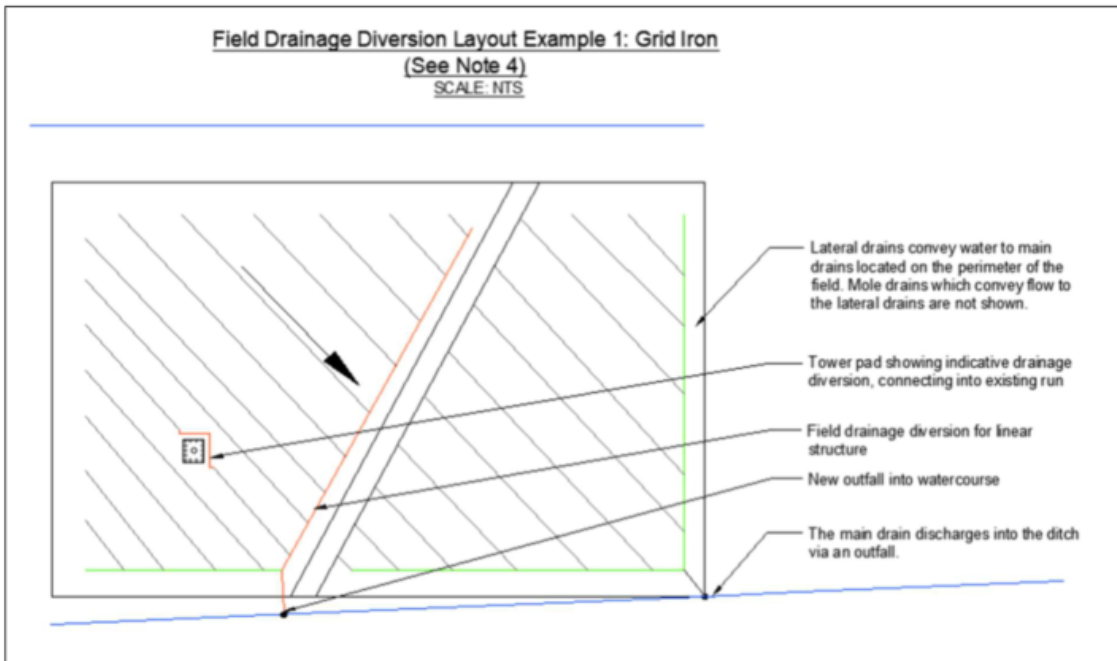 Field Drainage Diversion Layout Example 1: Grid Iron
(See Note 4)
SCALE: NTS
Lateral drains convey water to main
drains located on the perimeter of the
field. Mole drains which convey flow to
the lateral drains are not shown.
Tower pad showing indicative drainage
diversion, connecting into existing run
Field drainage diversion for linear
structure
New outfall into watercourse
The main drain discharges into the ditch
via an outfall.